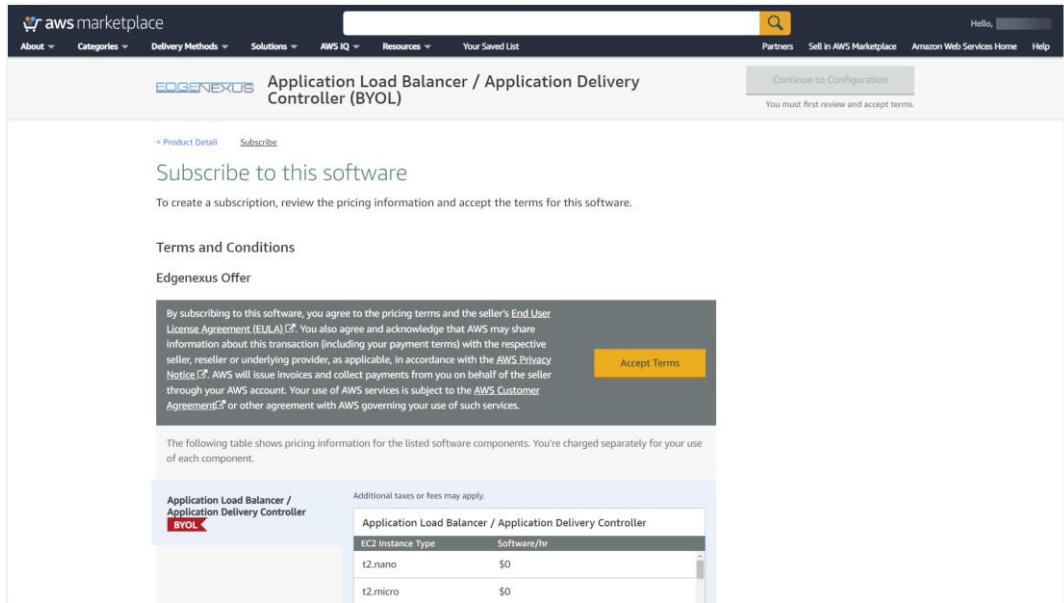 aws marketplace
Hello,
About Categories Delivery Methods Solutions AWS IQ Resources Your Saved List Partners Sell in AWS Marketplace Amazon Web Services Home Help
EDGENEXUS
Application Load Balancer / Application Delivery
Controller (BYOL)
Continue to Configuration
You must first review and accept terms.
< Product Detail Subscribe
Subscribe to this software
To create a subscription, review the pricing information and accept the terms for this software.
Terms and Conditions
Edgenexus Offer
By subscribing to this software, you agree to the pricing terms and the seller's End User
License Agreement (EULA). You also agree and acknowledge that AWS may share
information about this transaction (including your payment terms) with the respective
seller, reseller or underlying provider, as applicable, in accordance with the AWS Privacy
Notice. AWS will issue invoices and collect payments from you on behalf of the seller
through your AWS account. Your use of AWS services is subject to the AWS Customer
Agreement or other agreement with AWS governing your use of such services.
Accept Terms
The following table shows pricing information for the listed software components. You're charged separately for your use
of each component.
Application Load Balancer /
Application Delivery Controller
BYOL
Additional taxes or fees may apply.
Application Load Balancer / Application Delivery Controller
EC2 Instance Type Software/hr
t2.nano $0
t2.micro $0